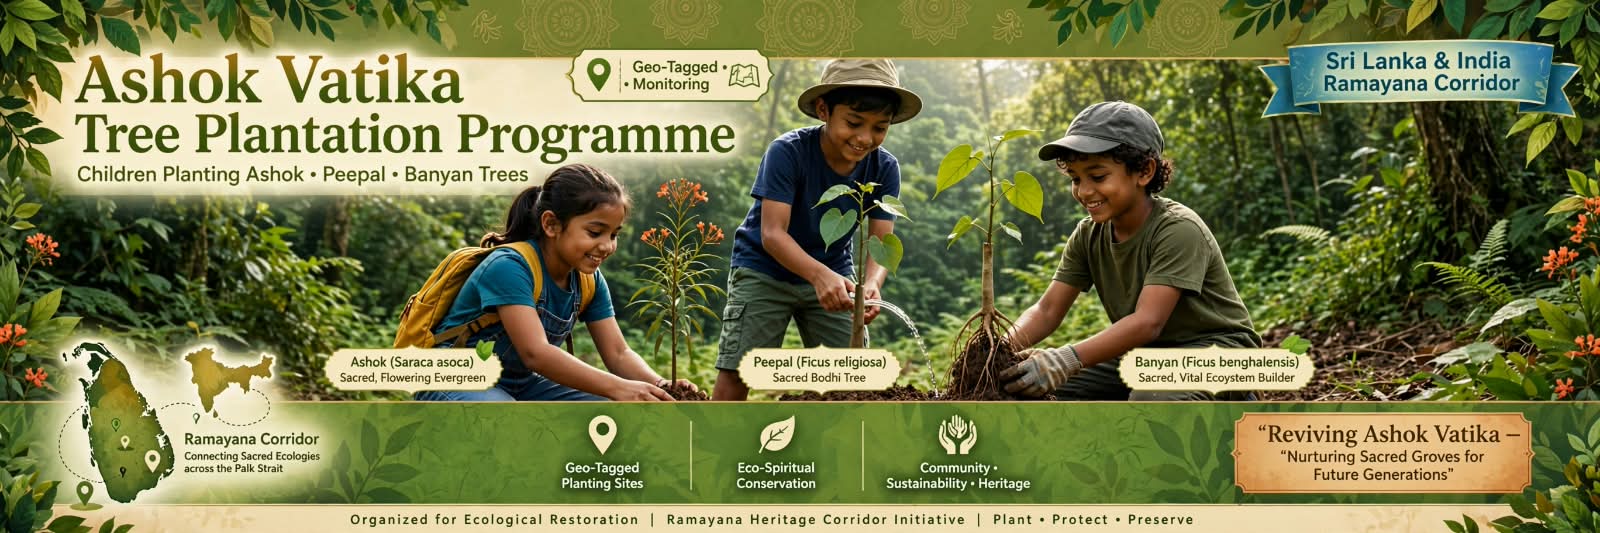 Ashok Vatika
Tree Plantation Programme
Children Planting Ashok • Peepal • Banyan Trees
Geo-Tagged •
• Monitoring
Sri Lanka & India
Ramayana Corridor
Ashok (Saraca asoca)
Sacred, Flowering Evergreen
Peepal (Ficus religiosa)
Sacred Bodhi Tree
Banyan (Ficus benghalensis)
Sacred, Vital Ecoystem Builder
Ramayana Corridor
Connecting Sacred Ecologies
across the Palk Strait
Geo-Tagged
Planting Sites
Eco-Spiritual
Conservation
Community •
Sustainability • Heritage
“Reviving Ashok Vatika –
“Nurturing Sacred Groves for
Future Generations”
Organized for Ecological Restoration | Ramayana Heritage Corridor Initiative | Plant • Protect • Preserve